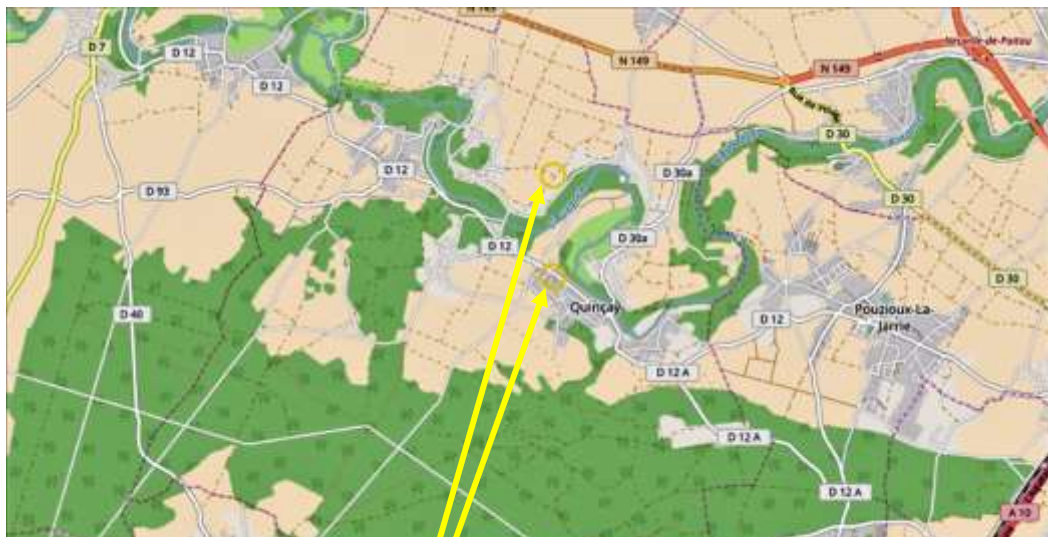 N 149
D 7
D 12
N 149
N 149
D 12
D 30
D 12
D 30a
D 93
D 30
D 30a
D 12
D 30
Quinçay
D 40
D 12
Pouzioux-La-
Jarrie
D 12 A
D 12 A
D 12 A
A 10